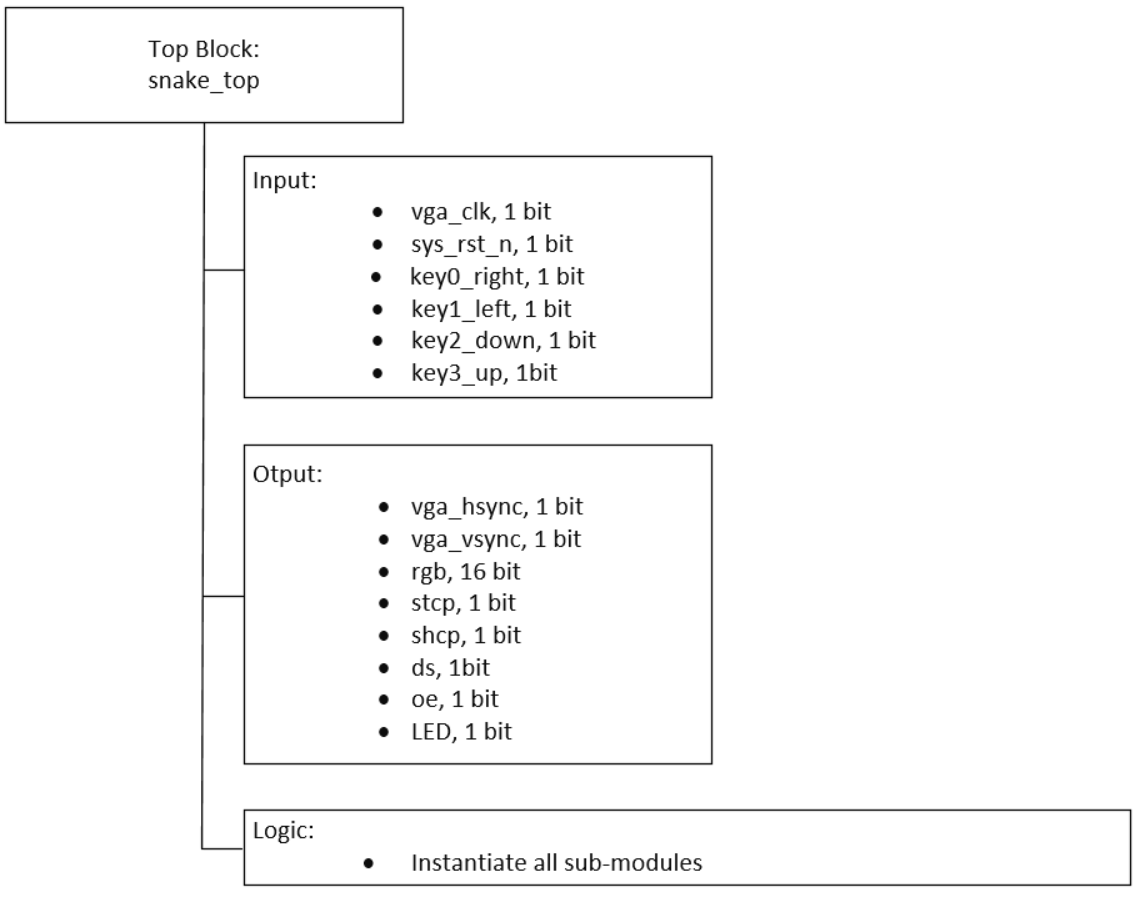 Top Block:
snake_top
Input:
• vga_clk, 1 bit
• sys_rst_n, 1 bit
• key0_right, 1 bit
• key1_left, 1 bit
• key2_down, 1 bit
• key3_up, 1bit
Otput:
• vga_hsync, 1 bit
• vga_vsync, 1 bit
• rgb, 16 bit
• stcp, 1 bit
• shcp, 1 bit
• ds, 1bit
• oe, 1 bit
• LED, 1 bit
Logic:
• Instantiate all sub-modules